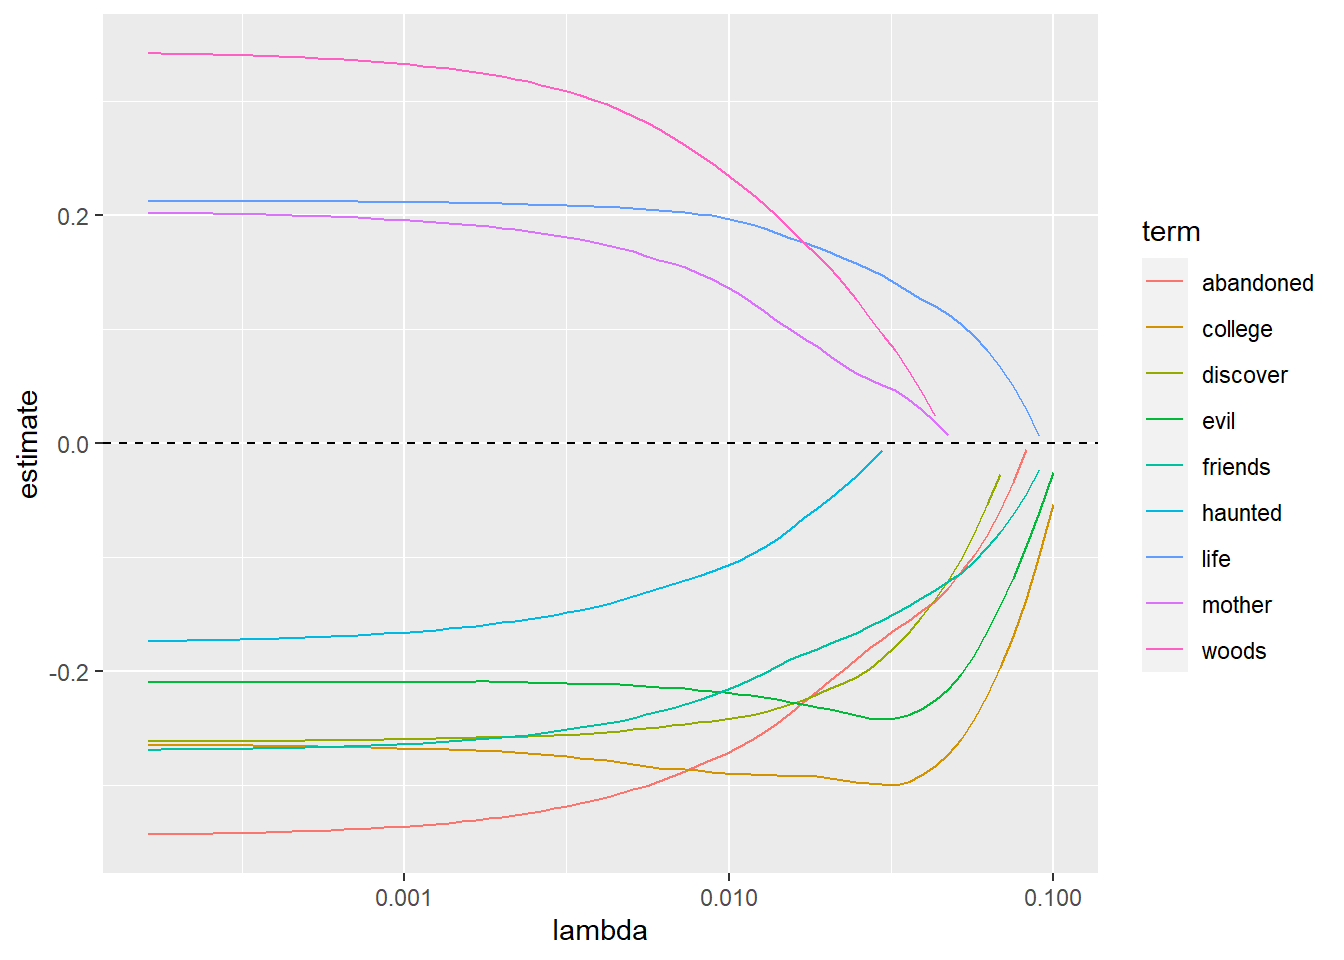 estimate
0.2
0.0
-0.2
0.001
0.010
0.100
lambda
term
abandoned
college
discover
evil
friends
haunted
life
mother
woods